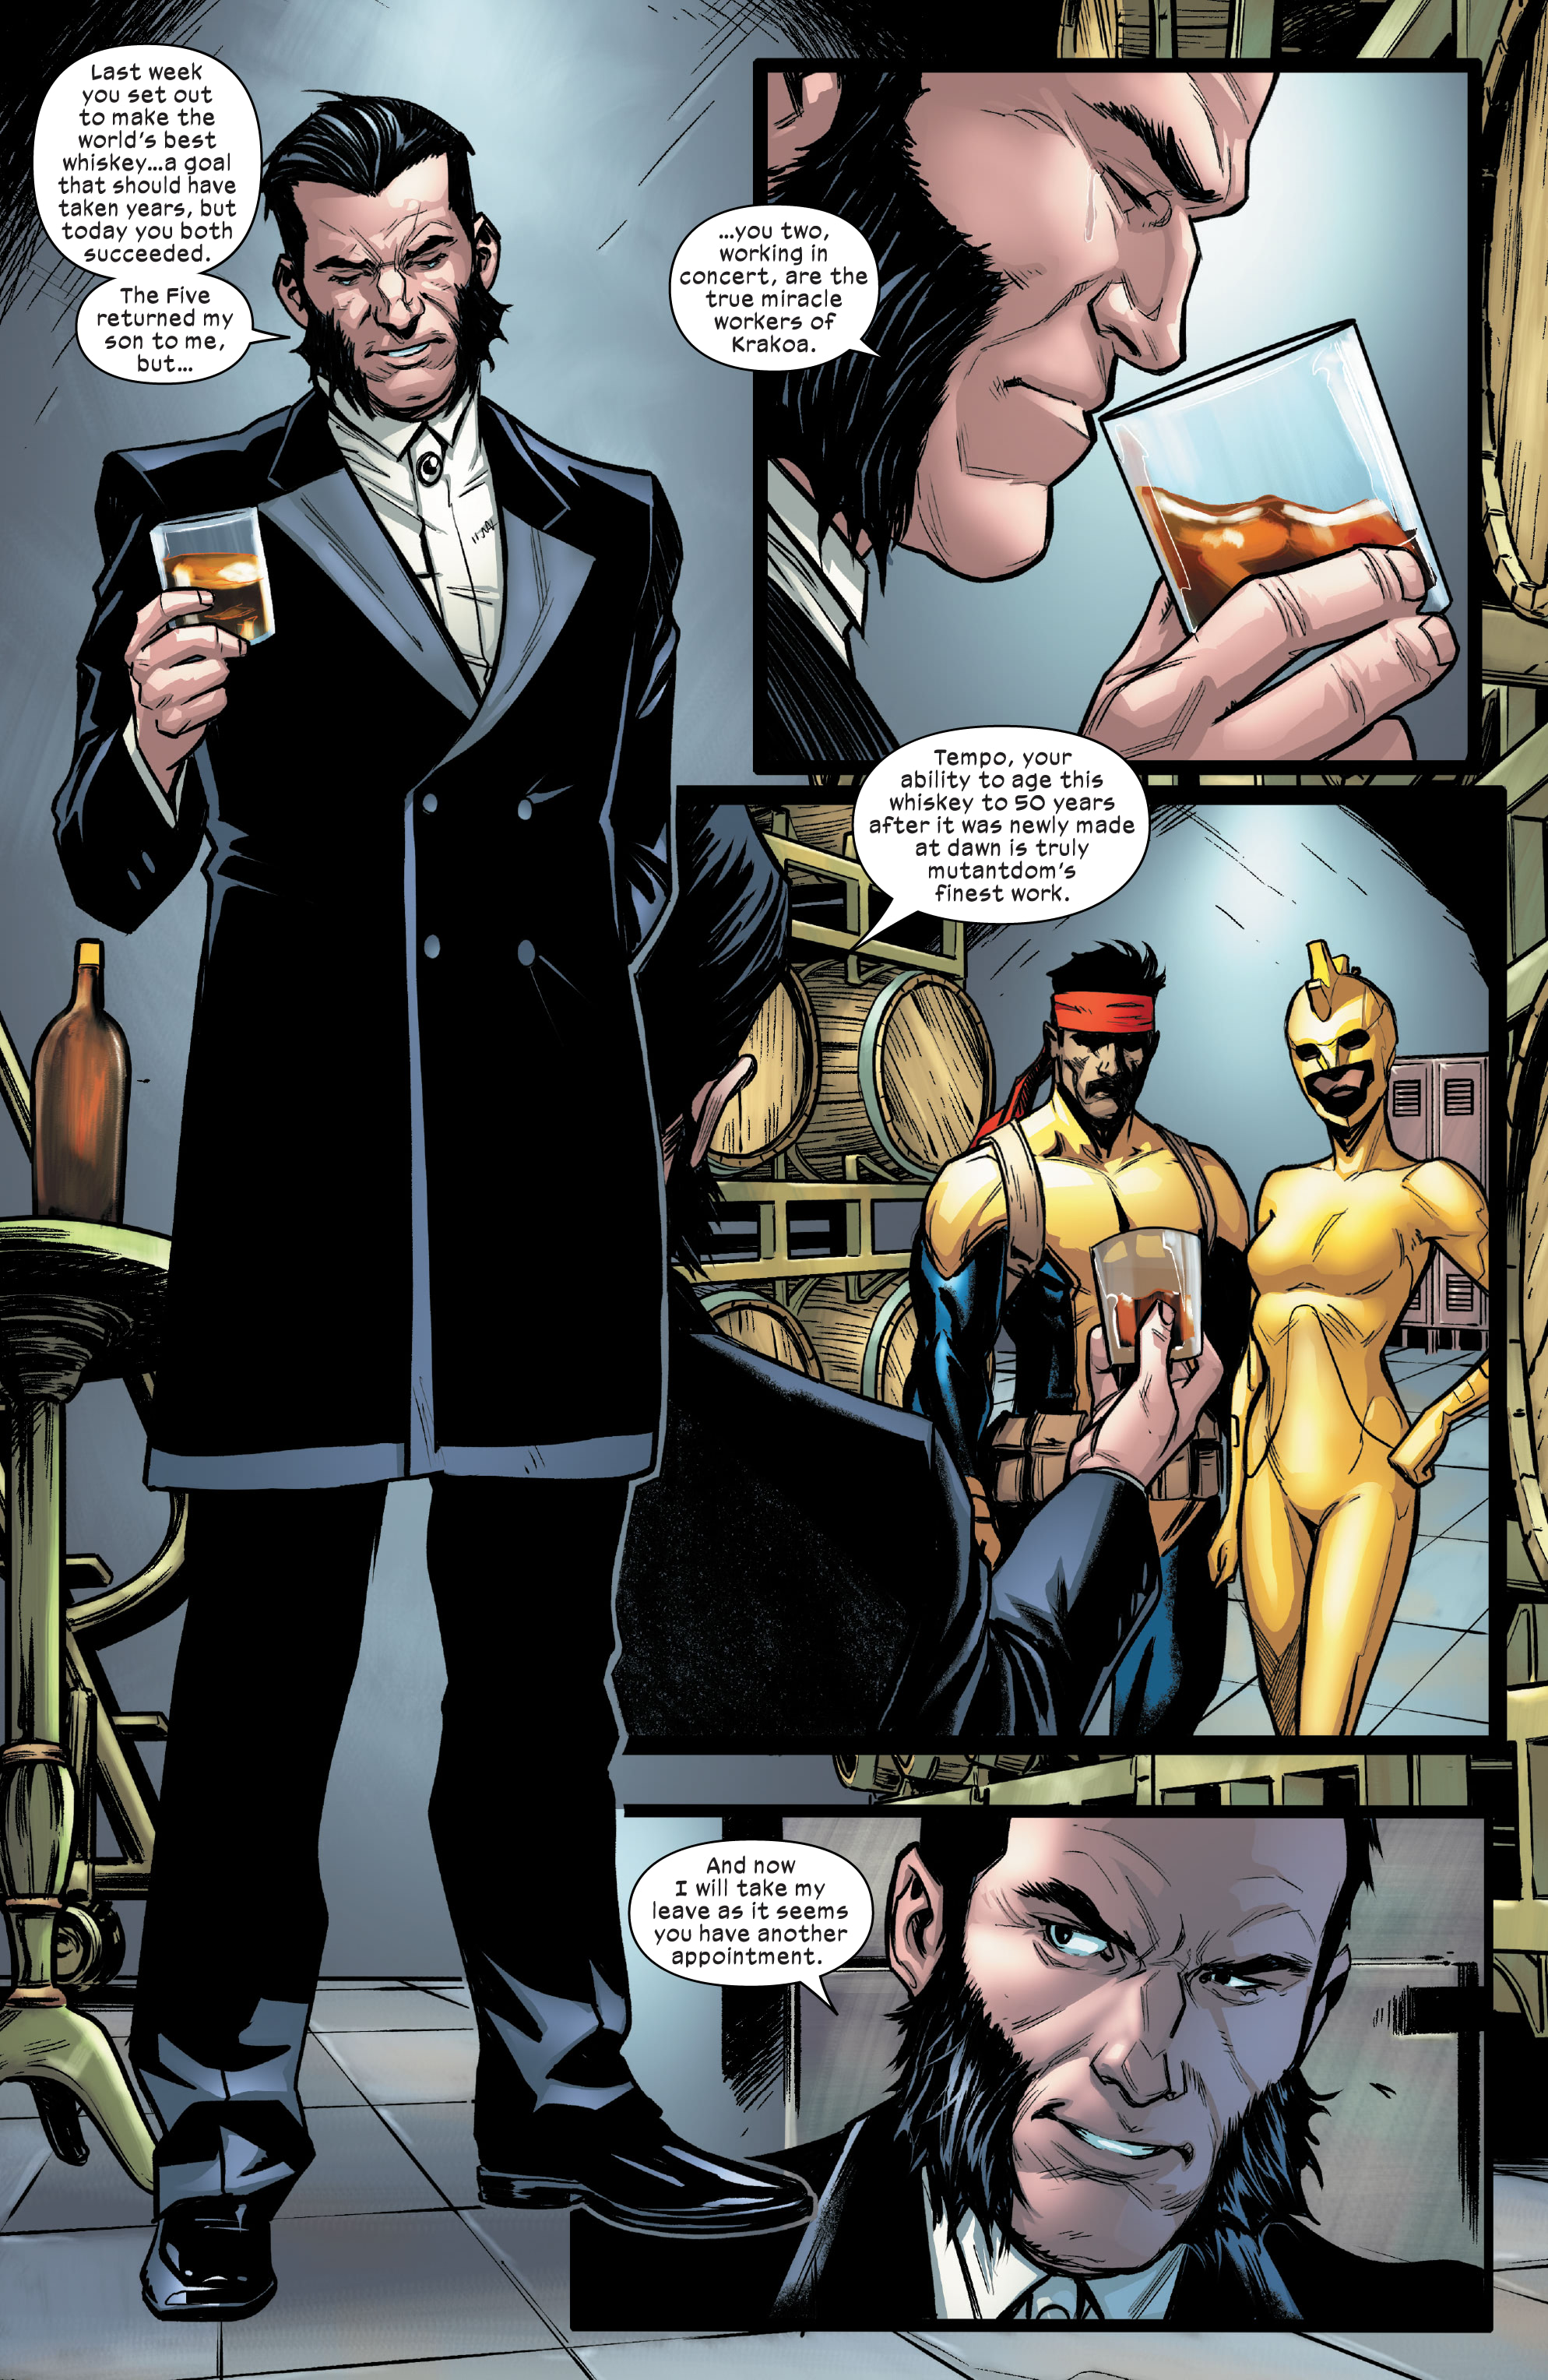 Last week
you set out
to make the
world's best
whiskey...a goal
that should have
taken years, but
today you both
succeeded.
The Five
returned my
son to me,
but...
...you two,
working in
concert, are the
true miracle
workers of
Krakoa.
Tempo, your
ability to age this
whiskey to 50 years
after it was newly made
at dawn is truly
mutantdom's
finest work.
And now
I will take my
leave as it seems
you have another
appointment.